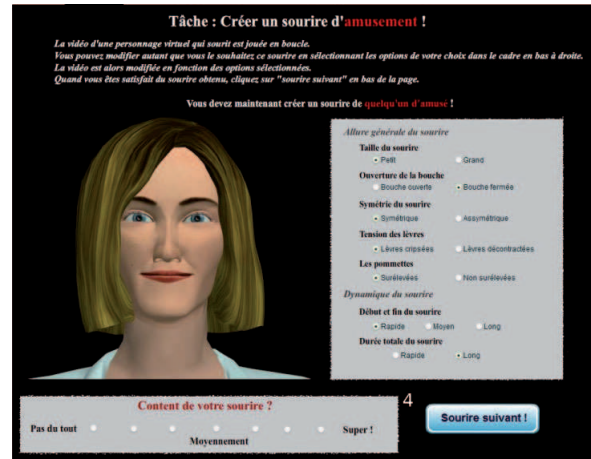 Tâche : Créer un sourire d'amusement !
La vidéo d'une personnage virtuel qui sourit est jouée en boucle.
Vous pouvez modifier autant que vous le souhaitez ce sourire en sélectionnant les options de votre choix dans le cadre en bas à droite.
La vidéo est alors modifiée en fonction des options sélectionnées.
Quand vous êtes satisfait du sourire obtenu, cliquez sur "sourire suivant" en bas de la page.
Vous devez maintenant créer un sourire de quelqu'un d'amusé !
Allure générale du sourire
Taille du sourire
Petit Grand
Ouverture de la bouche
Bouche ouverte Bouche fermée
Symétrie du sourire
Symétrique Assymétrique
Tension des lèvres
Lèvres cripsées Lèvres décontractées
Les pommettes
Surélevées Non surélevées
Dynamique du sourire
Début et fin du sourire
Rapide Moyen Long
Durée totale du sourire
Rapide Long
Content de votre sourire ?
Pas du tout Super !
Moyennement
4
Sourire suivant !